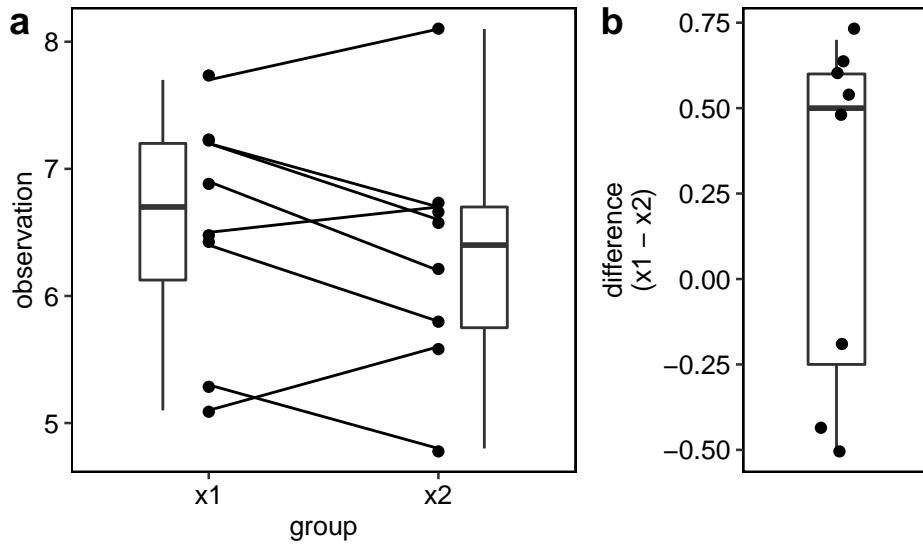 a
8
7
6
5
observation
x1 x2
group
b
0.75
0.50
0.25
0.00
−0.25
−0.50
difference
(x1 − x2)